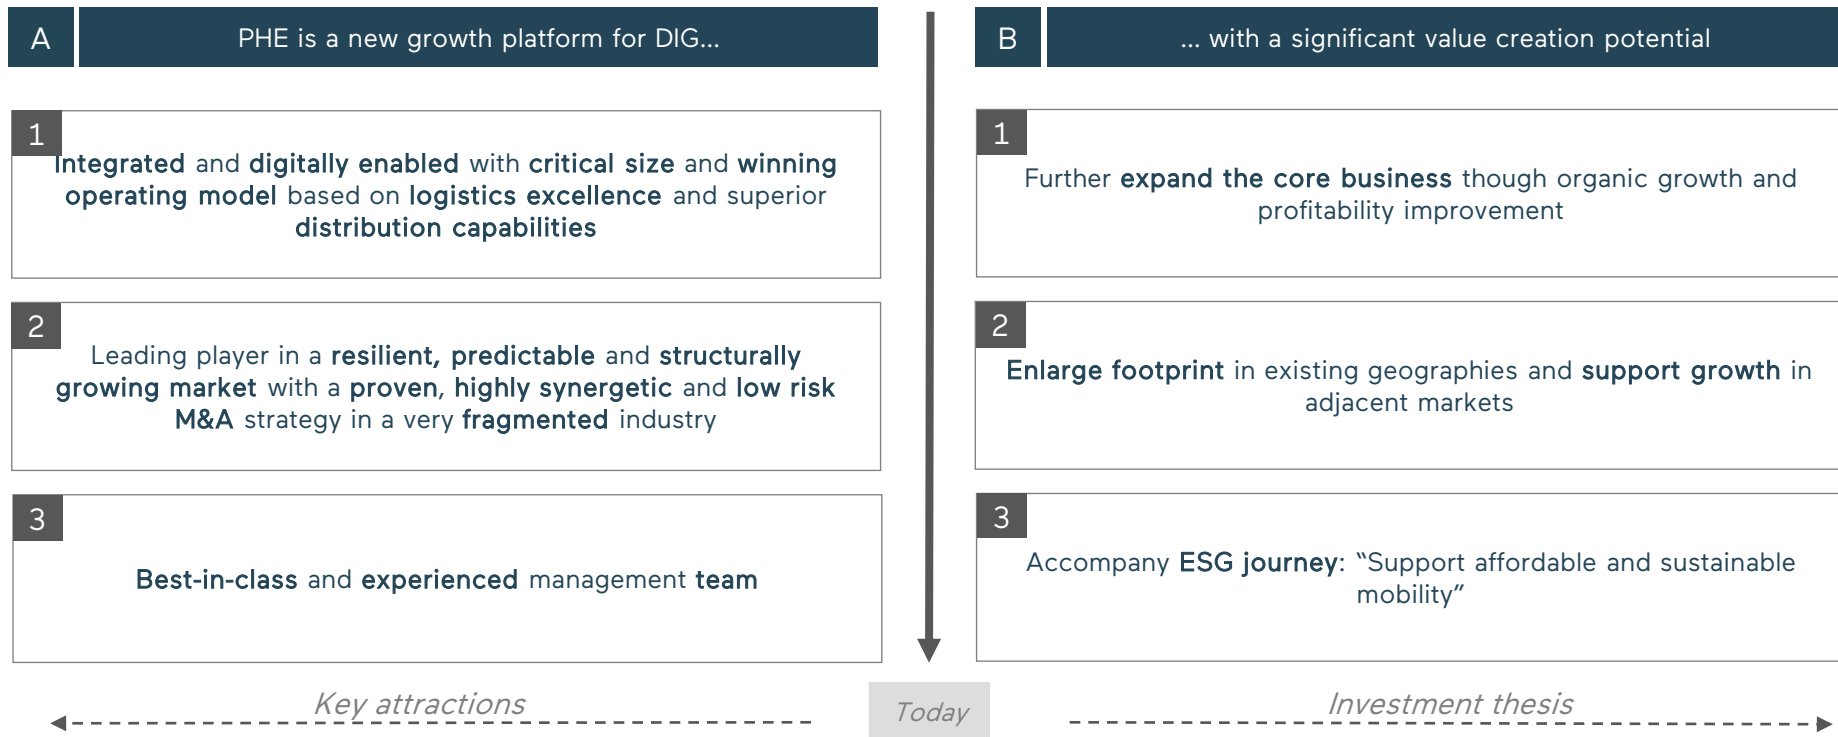 A
PHE is a new growth platform for DIG...
1
Integrated and digitally enabled with critical size and winning
operating model based on logistics excellence and superior
distribution capabilities
2
Leading player in a resilient, predictable and structurally
growing market with a proven, highly synergetic and low risk
M&A strategy in a very fragmented industry
3
Best-in-class and experienced management team
Key attractions
Today
B
... with a significant value creation potential
1
Further expand the core business though organic growth and
profitability improvement
2
Enlarge footprint in existing geographies and support growth in
adjacent markets
3
Accompany ESG journey: “Support affordable and sustainable
mobility”
Investment thesis